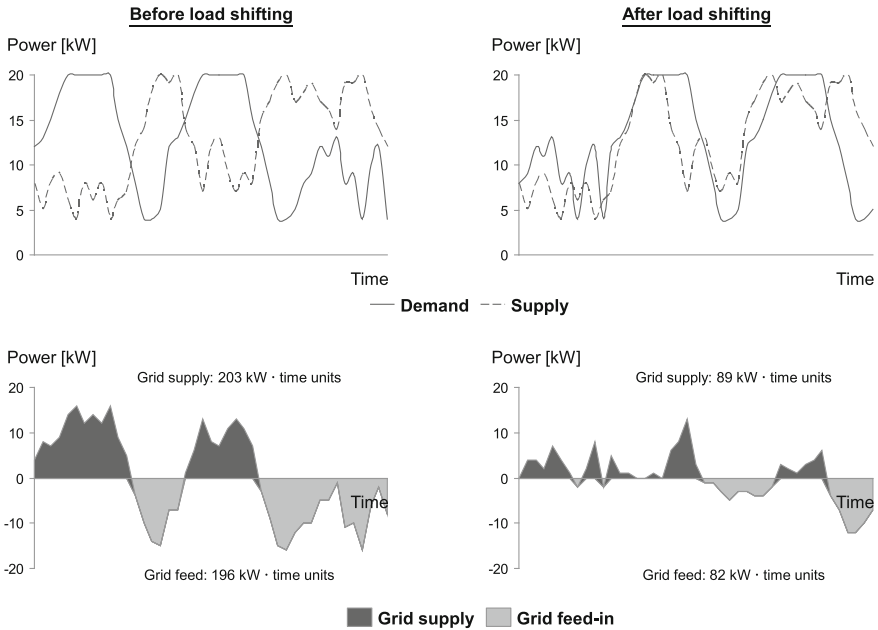 Before load shifting
After load shifting
Power [kW]
Power [kW]
20
15
10
5
0
Time
20
15
10
5
0
Time
Demand
Supply
Power [kW]
Power [kW]
Grid supply: 203 kW · time units
Grid supply: 89 kW · time units
20
10
0
-10
-20
Time
20
10
0
-10
-20
Time
Grid feed: 196 kW · time units
Grid feed: 82 kW · time units
Grid supply
Grid feed-in